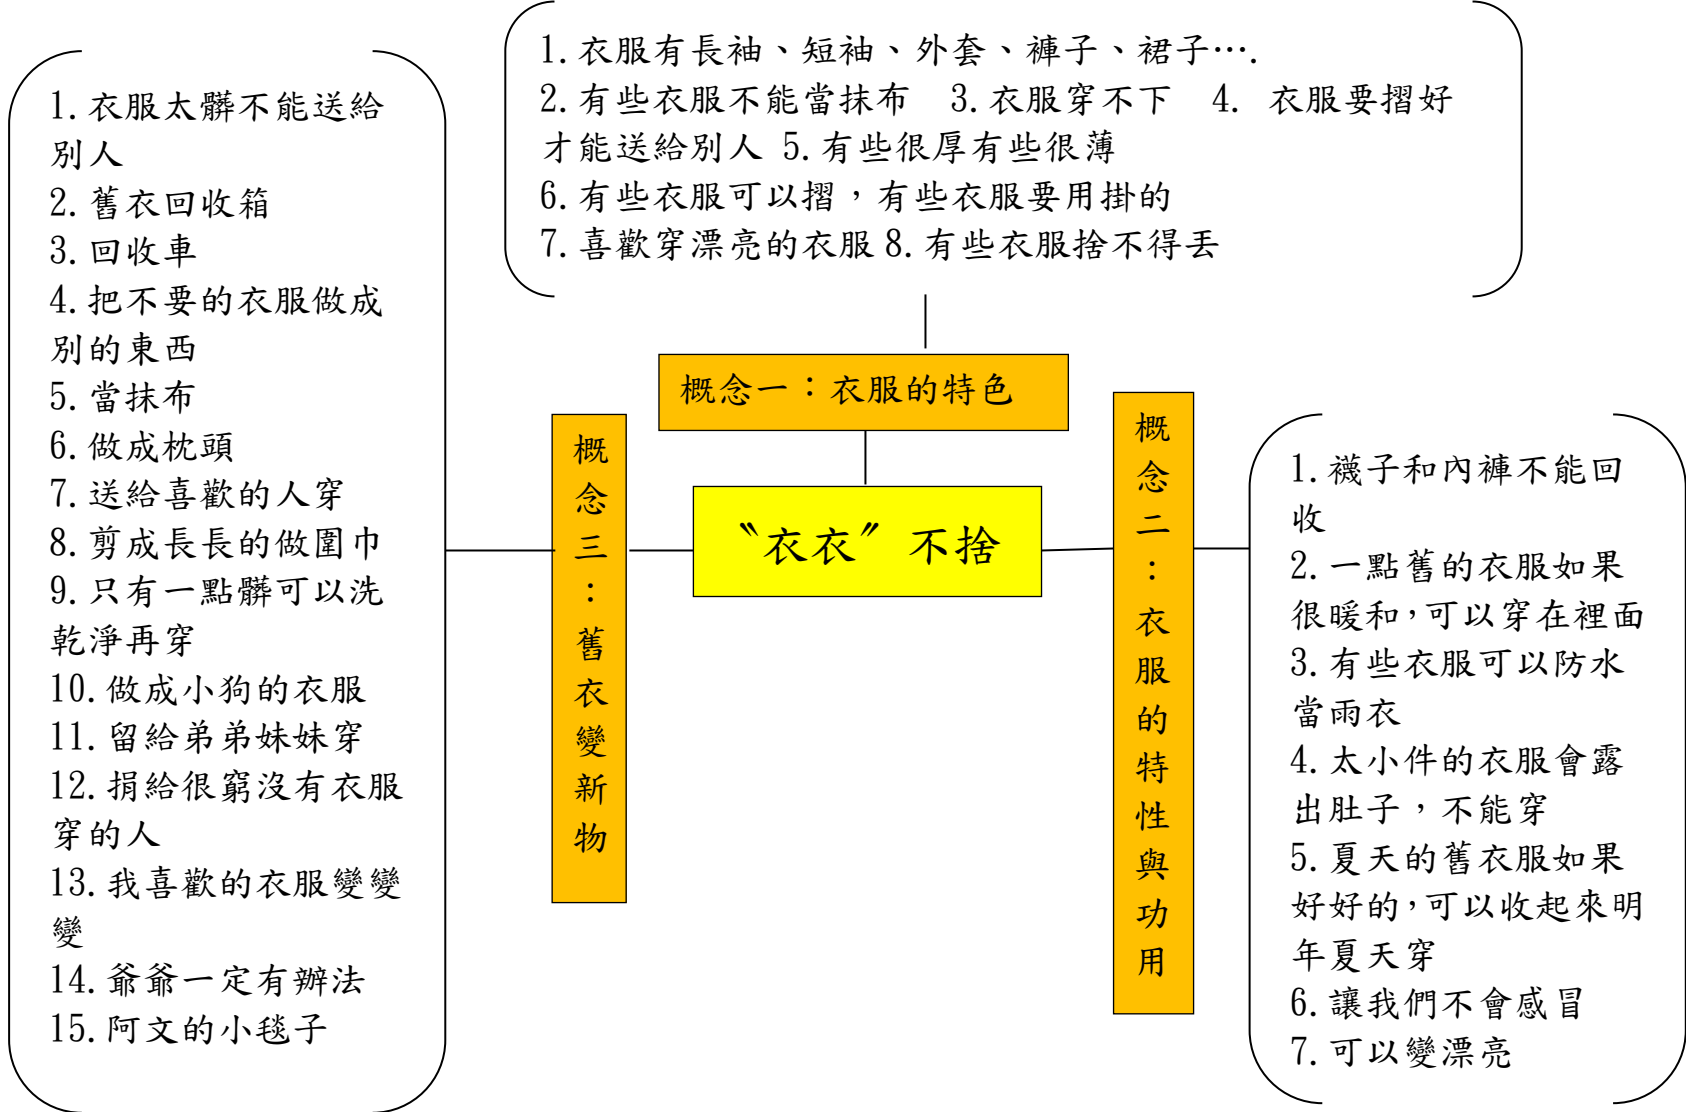 1.衣服有長袖、短袖、外套、褲子、裙子….
2.有些衣服不能當抹布　3.衣服穿不下　4. 衣服要摺好
才能送給別人 5.有些很厚有些很薄
6.有些衣服可以摺，有些衣服要用掛的
7.喜歡穿漂亮的衣服 8.有些衣服捨不得丟
概念一：衣服的特色
〝衣衣〞不捨
概念三：舊衣變新物
1.衣服太髒不能送給
別人
2.舊衣回收箱
3.回收車
4.把不要的衣服做成
別的東西
5.當抹布
6.做成枕頭
7.送給喜歡的人穿
8.剪成長長的做圍巾
9.只有一點髒可以洗
乾淨再穿
10.做成小狗的衣服
11.留給弟弟妹妹穿
12.捐給很窮沒有衣服
穿的人
13.我喜歡的衣服變變
變
14.爺爺一定有辦法
15.阿文的小毯子
概念二：衣服的特性與功用
1.襪子和內褲不能回
收
2.一點舊的衣服如果
很暖和，可以穿在裡面
3.有些衣服可以防水
當雨衣
4.太小件的衣服會露
出肚子，不能穿
5.夏天的舊衣服如果
好好的，可以收起來明
年夏天穿
6.讓我們不會感冒
7.可以變漂亮